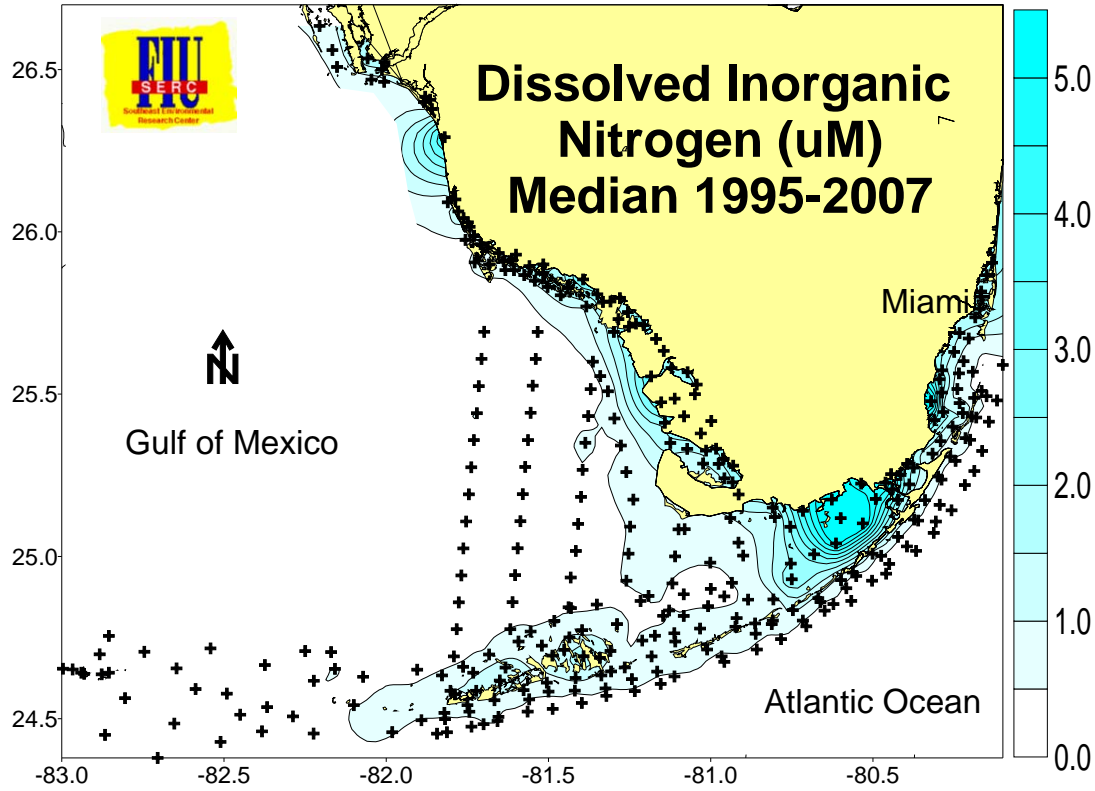 FIU
SERC
Southeast Environmental
Research Center
Dissolved Inorganic
Nitrogen (uM)
Median 1995-2007
Miami
N
Gulf of Mexico
Atlantic Ocean
26.5
26.0
25.5
25.0
24.5
-83.0
-82.5
-82.0
-81.5
-81.0
-80.5
5.0
4.0
3.0
2.0
1.0
0.0